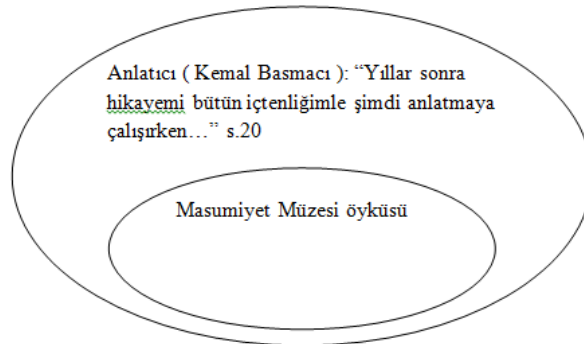 Anlatıcı ( Kemal Basmacı ): “Yıllar sonra
hikayemi bütün içtenliğimle şimdi anlatmaya
çalışırken…” s.20
Masumiyet Müzesi öyküsü